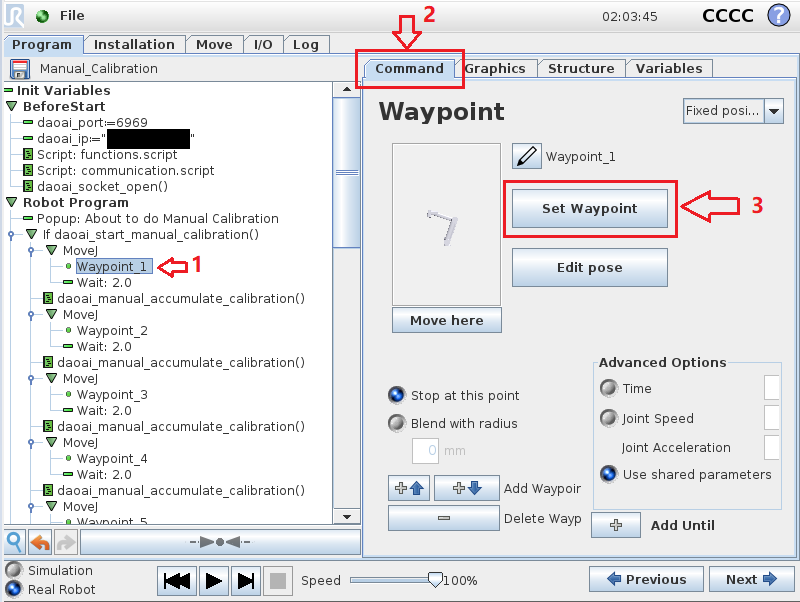 File
02:03:45
CCCC
?
2
Program
Installation
Move
I/O
Log
Manual_Calibration
Command
Graphics
Structure
Variables
Init Variables
BeforeStart
daoai_port:=6969
daoai_ip:=" "
Script: functions.script
Script: communication.script
daoai_socket_open()
Robot Program
Popup: About to do Manual Calibration
If daoai_start_manual_calibration()
MoveJ
Waypoint_1
1
Wait: 2.0
daoai_manual_accumulate_calibration()
MoveJ
Waypoint_2
Wait: 2.0
daoai_manual_accumulate_calibration()
MoveJ
Waypoint_3
Wait: 2.0
daoai_manual_accumulate_calibration()
MoveJ
Waypoint_4
Wait: 2.0
daoai_manual_accumulate_calibration()
MoveJ
Waypoint_5
Waypoint
Fixed posi...
Waypoint_1
Set Waypoint
3
Edit pose
Move here
Stop at this point
Blend with radius
0 mm
Add Waypoir
Delete Wayp
Advanced Options
Time
Joint Speed
Joint Acceleration
Use shared parameters
Add Until
Simulation
Real Robot
Speed
100%
Previous
Next